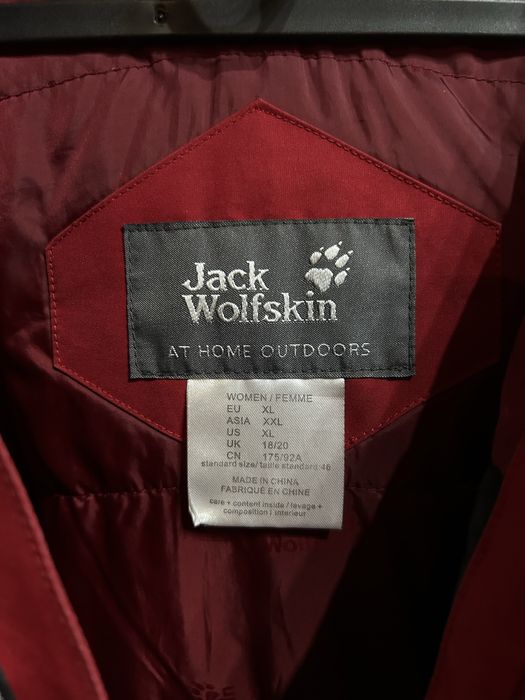 Jack
Wolfskin
AT HOME OUTDOORS
WOMEN / FEMME
EU XL
ASIA XXL
US XL
UK 18/20
CN 175/92A
standard size/ taille standard 46
MADE IN CHINA
FABRIQUÉ EN CHINE
care + content inside / lavage +
composition : interieur